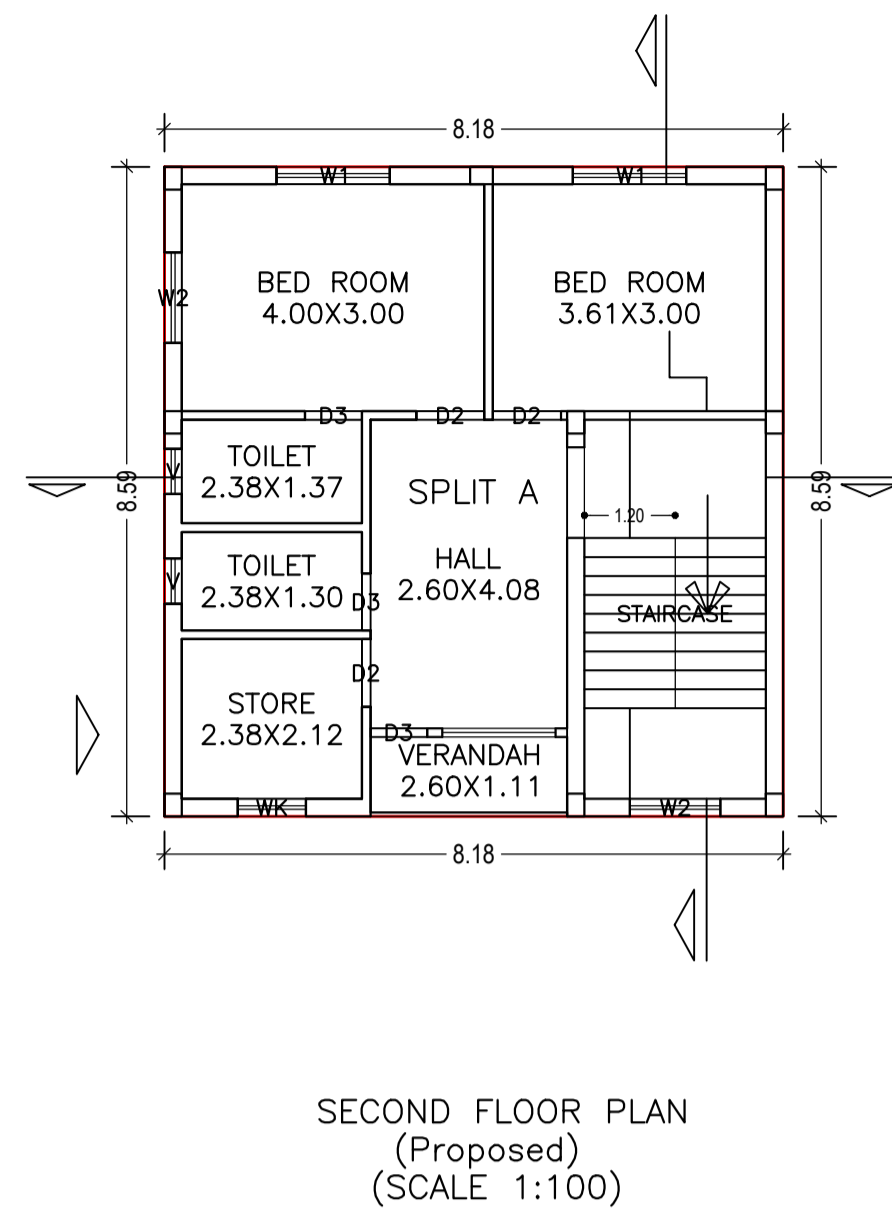 8.18
W1
W1
BED ROOM
4.00X3.00
BED ROOM
3.61X3.00
W2
D3
D2
D2
TOILET
2.38X1.37
V
8.59
SPLIT A
8.59
1.20
HALL
2.60X4.08
TOILET
2.38X1.30
V
D3
STAIRCASE
D2
STORE
2.38X2.12
D3
VERANDAH
2.60X1.11
WK
W2
8.18
SECOND FLOOR PLAN
(Proposed)
(SCALE 1:100)